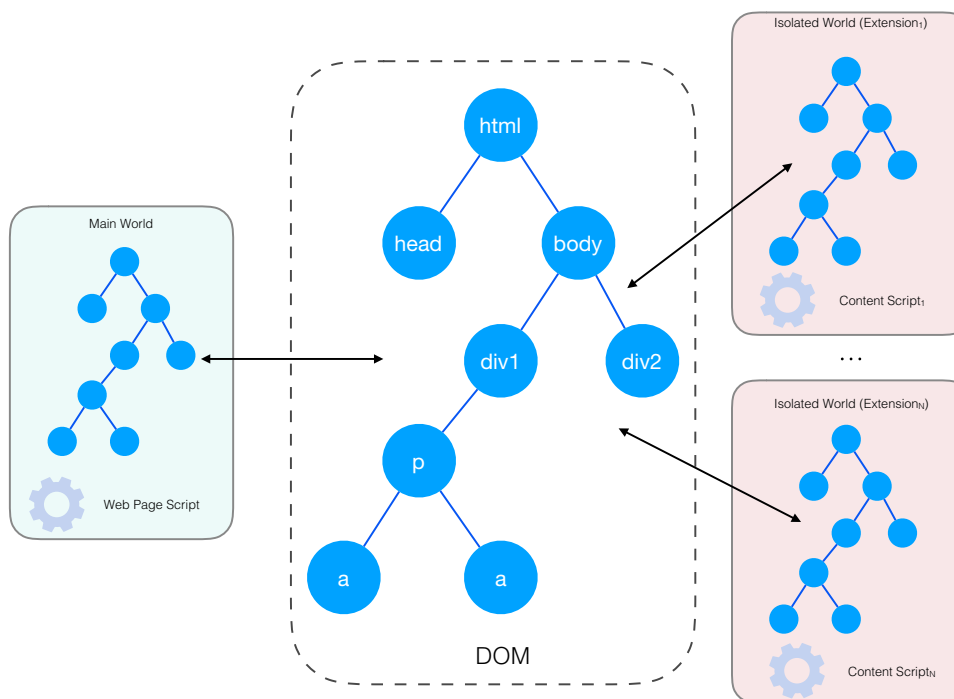 Isolated World (Extension₁)
html
Main World
head
body
Content Script₁
div1
div2
...
Isolated World (Extensionₙ)
p
Web Page Script
a
a
DOM
Content Scriptₙ